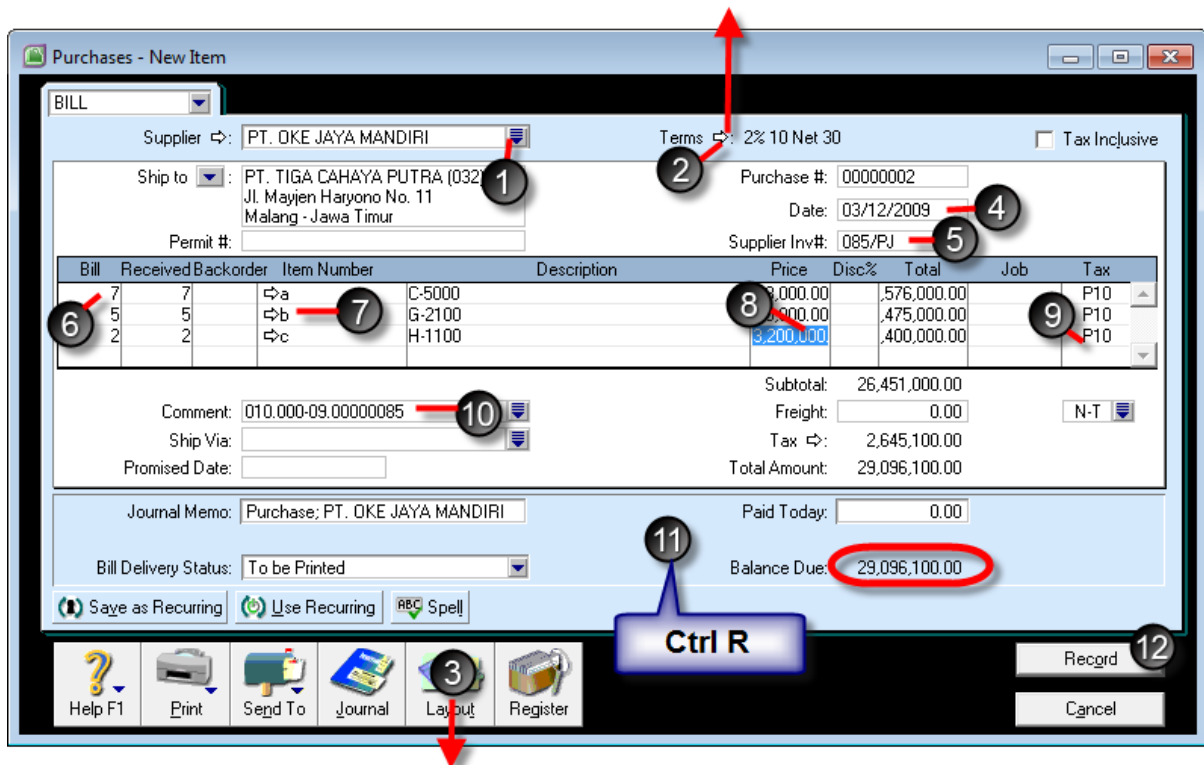 Purchases - New Item
BILL
Supplier ⇨: PT. OKE JAYA MANDIRI
Terms ⇨: 2% 10 Net 30
Tax Inclusive
Ship to : PT. TIGA CAHAYA PUTRA (032)
Jl. Mayjen Haryono No. 11
Malang - Jawa Timur
Purchase #: 00000002
Date: 03/12/2009
Permit #:
Supplier Inv#: 085/PJ
1
2
4
5
Bill Received Backorder Item Number Description Price Disc% Total Job Tax
7 7 ⇨a C-5000 ,000.00 ,576,000.00 P10
5 5 ⇨b G-2100 ,475,000.00 P10
2 2 ⇨c H-1100 3,200,000 ,400,000.00 P10
6
7
8
9
Subtotal: 26,451,000.00
Comment: 010.000-09.00000085
10
Freight: 0.00 N-T
Ship Via:
Tax ⇨: 2,645,100.00
Promised Date:
Total Amount: 29,096,100.00
Journal Memo: Purchase; PT. OKE JAYA MANDIRI
Paid Today: 0.00
11
Bill Delivery Status: To be Printed
Balance Due: 29,096,100.00
Save as Recurring Use Recurring ABC Spell
Ctrl R
Help F1 Print Send To Journal Layout Register
3
Record 12
Cancel